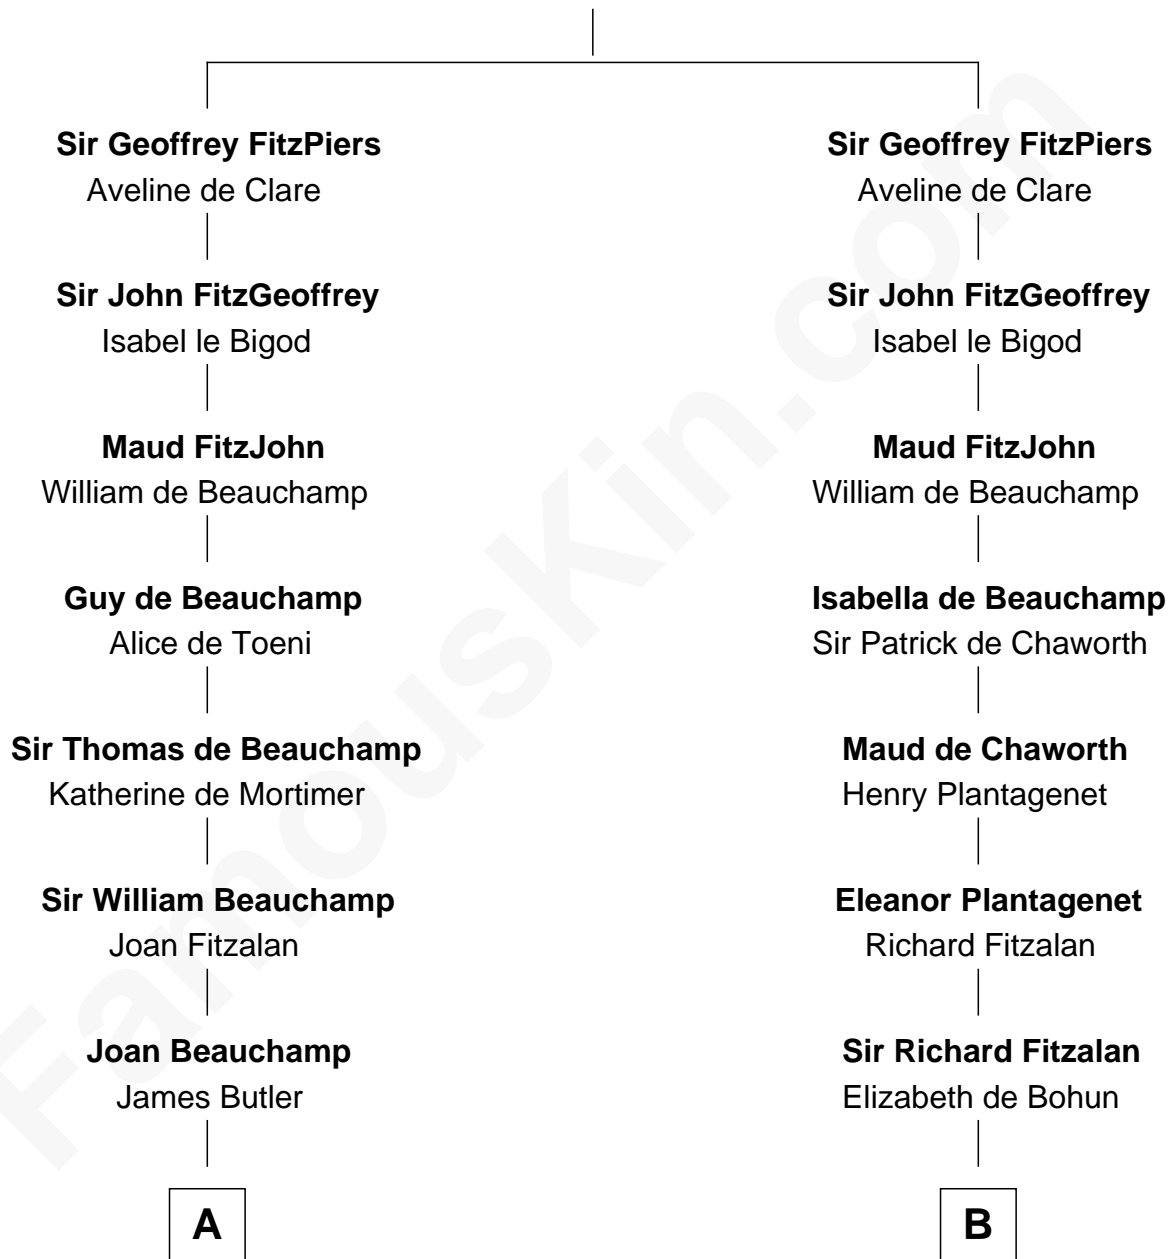 Sir Geoffrey FitzPiers
Aveline de Clare
Sir John FitzGeoffrey
Isabel le Bigod
Maud FitzJohn
William de Beauchamp
Guy de Beauchamp
Alice de Toeni
Sir Thomas de Beauchamp
Katherine de Mortimer
Sir William Beauchamp
Joan Fitzalan
Joan Beauchamp
James Butler
A
Sir Geoffrey FitzPiers
Aveline de Clare
Sir John FitzGeoffrey
Isabel le Bigod
Maud FitzJohn
William de Beauchamp
Isabella de Beauchamp
Sir Patrick de Chaworth
Maud de Chaworth
Henry Plantagenet
Eleanor Plantagenet
Richard Fitzalan
Sir Richard Fitzalan
Elizabeth de Bohun
B
FamousKin.com